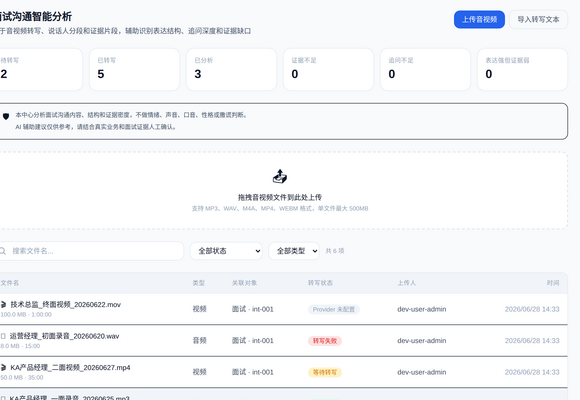 面试沟通智能分析
于音视频转写、说话人分段和证据片段，辅助识别表达结构、追问深度和证据缺口
上传音视频
导入转写文本
待转写
2
已转写
5
已分析
3
证据不足
0
追问不足
0
表达强但证据弱
0
本中心分析面试沟通内容、结构和证据密度，不做情绪、声音、口音、性格或撒谎判断。
AI 辅助建议仅供参考，请结合真实业务和面试证据人工确认。
拖拽音视频文件到此处上传
支持 MP3、WAV、M4A、MP4、WEBM 格式，单文件最大 500MB
搜索文件名...
全部状态
全部类型
共 6 项
文件名 类型 关联对象 转写状态 上传人 时间
技术总监_终面视频_20260622.mov 视频 面试 · int-001 Provider 未配置 dev-user-admin 2026/06/28 14:33
100.0 MB · 1:00:00
运营经理_初面录音_20260620.wav 音频 面试 · int-001 转写失败 dev-user-admin 2026/06/28 14:33
8.0 MB · 15:00
KA产品经理_二面视频_20260627.mp4 视频 面试 · int-001 等待转写 dev-user-admin 2026/06/28 14:33
50.0 MB · 35:00
KA产品经理_一面录音_20260625.mp3